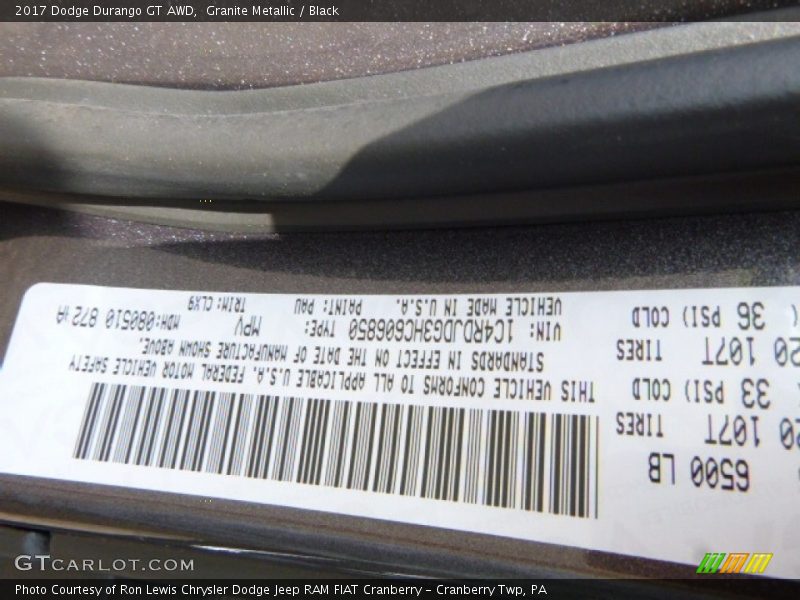 2017 Dodge Durango GT AWD,  Granite Metallic / Black
6500 LB
20 107T TIRES
33 PSI) COLD
20 107T TIRES
36 PSI) COLD
THIS VEHICLE CONFORMS TO ALL APPLICABLE U.S.A. FEDERAL MOTOR VEHICLE SAFETY
STANDARDS IN EFFECT ON THE DATE OF MANUFACTURE SHOWN ABOVE.
VIN: 1C4RDJDG3HC606850 TYPE: MPV
VEHICLE MADE IN U.S.A. PAINT: PAU TRIM: CLX9
MDH:080510 872 4A
GTCARLOT.COM
Photo Courtesy of Ron Lewis Chrysler Dodge Jeep RAM FIAT Cranberry – Cranberry Twp, PA